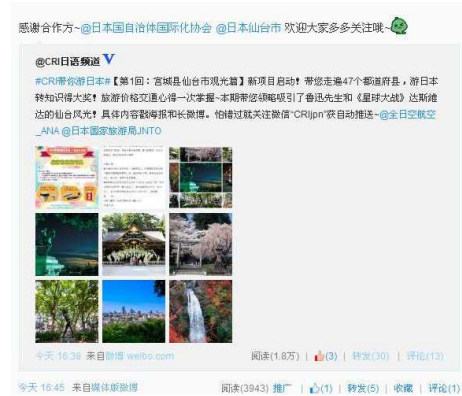 感谢合作方~@日本国自治体国际化协会 @日本仙台市 欢迎大家多多关注哦~
@CRI日语频道 V
#CRI带你游日本#【第1回：宫城县仙台市观光篇】新项目启动！带您走遍47个都道府县，游日本
转知识得大奖！旅游价格交通心得一次掌握~本期带您领略吸引了鲁迅先生和《星球大战》达斯维
达的仙台风光！具体内容戳海报和长微博。怕错过就关注微信“CRIjpn”获自动推送~@全日空航空
_ANA @日本国家旅游局JNTO
今天 16:38 来自微博 weibo.com 阅读(1.8万) | (3) | 转发(30) | 评论(13)
今天 16:45 来自媒体版微博 阅读(3943) 推广 | (1) | 转发(5) | 收藏 | 评论(1)